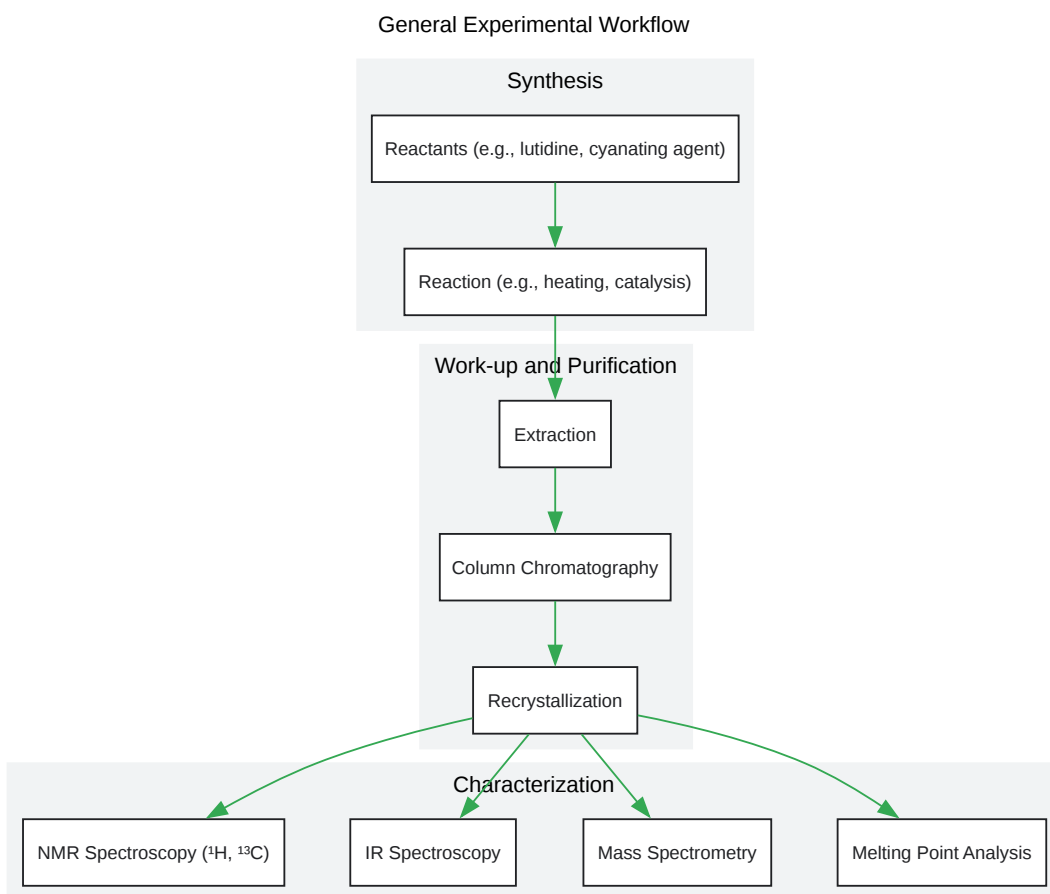 General Experimental Workflow
Synthesis
Reactants (e.g., lutidine, cyanating agent)
Reaction (e.g., heating, catalysis)
Work-up and Purification
Extraction
Column Chromatography
Recrystallization
Characterization
NMR Spectroscopy (¹H, ¹³C)
IR Spectroscopy
Mass Spectrometry
Melting Point Analysis